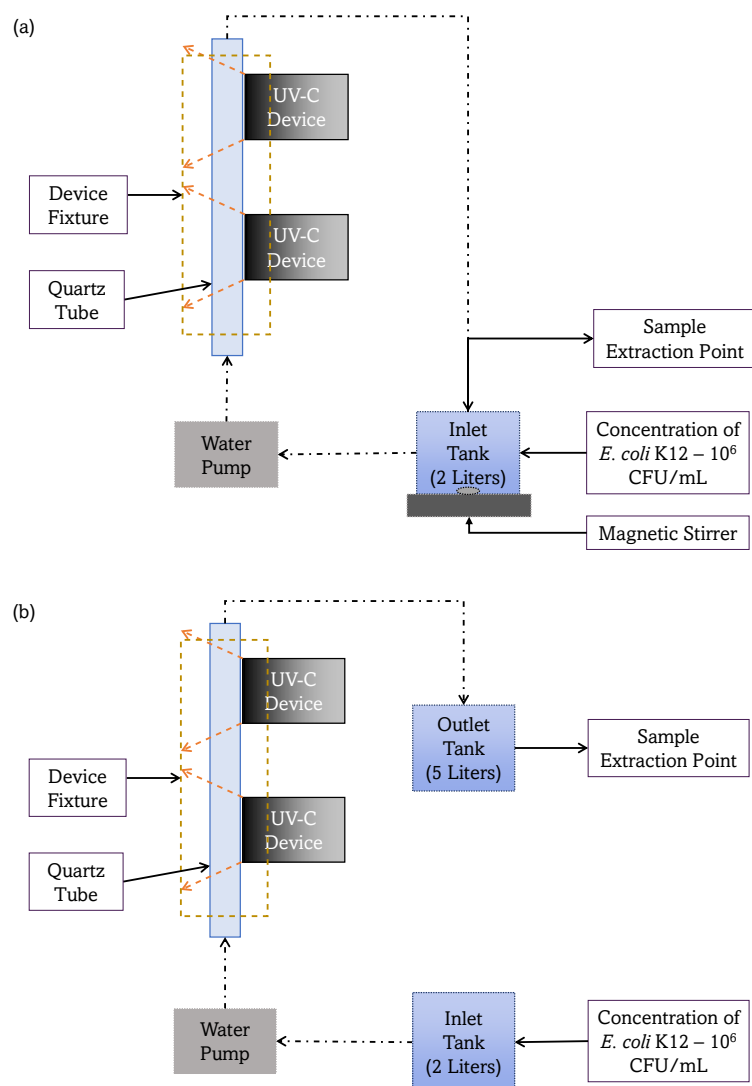 (a)
UV-C
Device
Device
Fixture
UV-C
Device
Quartz
Tube
Sample
Extraction Point
Water
Pump
Inlet
Tank
(2 Liters)
Concentration of
E. coli K12 – 10⁶
CFU/mL
Magnetic Stirrer
(b)
UV-C
Device
Outlet
Tank
(5 Liters)
Sample
Extraction Point
Device
Fixture
UV-C
Device
Quartz
Tube
Water
Pump
Inlet
Tank
(2 Liters)
Concentration of
E. coli K12 – 10⁶
CFU/mL